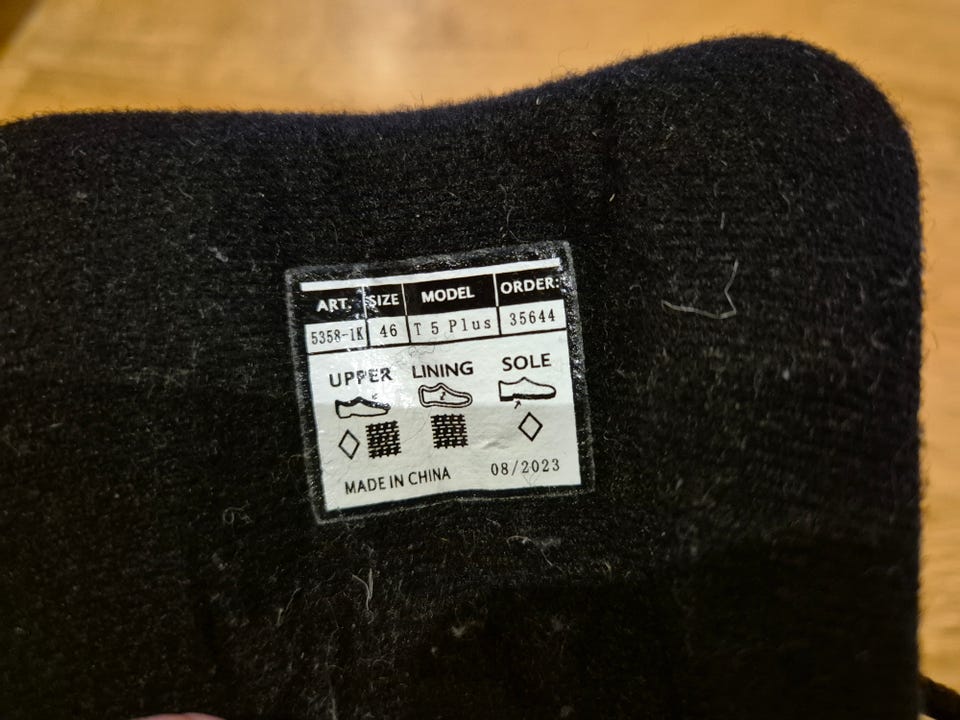 ART. SIZE MODEL ORDER:
5358-1K 46 T 5 Plus 35644
UPPER LINING SOLE
MADE IN CHINA 08/2023